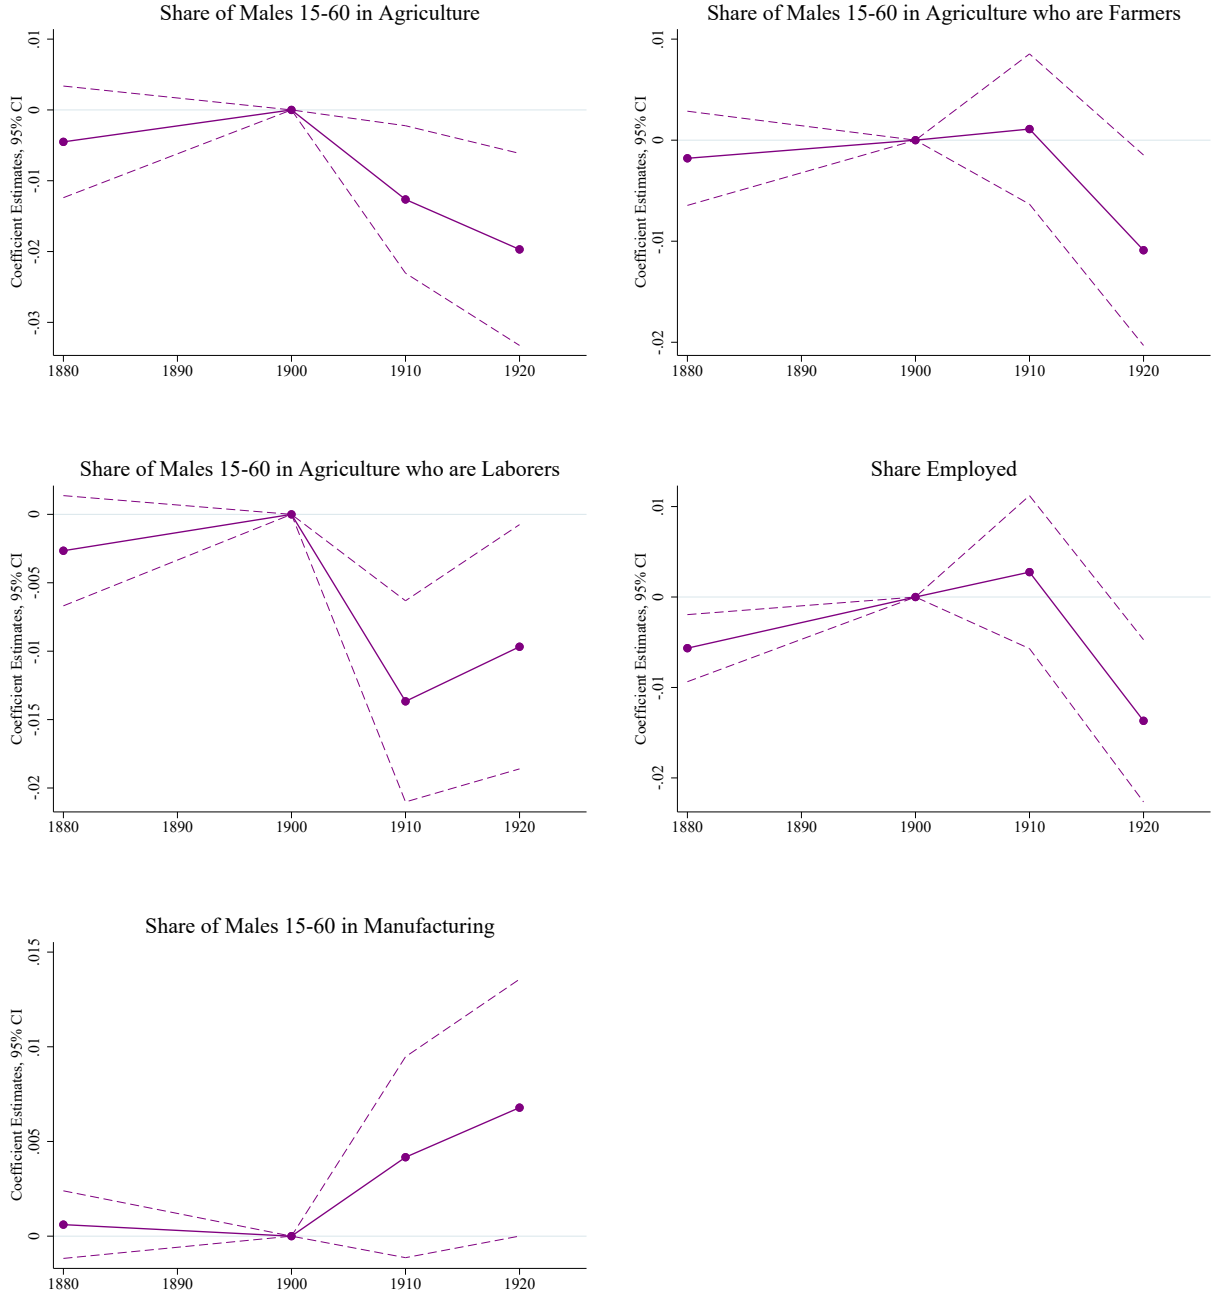 Share of Males 15-60 in Agriculture
Coefficient Estimates, 95% CI
.01
0
-.01
-.02
-.03
1880 1890 1900 1910 1920
Share of Males 15-60 in Agriculture who are Farmers
Coefficient Estimates, 95% CI
.01
0
-.01
-.02
1880 1890 1900 1910 1920
Share of Males 15-60 in Agriculture who are Laborers
Coefficient Estimates, 95% CI
0
-.005
-.01
-.015
-.02
1880 1890 1900 1910 1920
Share Employed
Coefficient Estimates, 95% CI
.01
0
-.01
-.02
1880 1890 1900 1910 1920
Share of Males 15-60 in Manufacturing
Coefficient Estimates, 95% CI
.015
.01
.005
0
1880 1890 1900 1910 1920